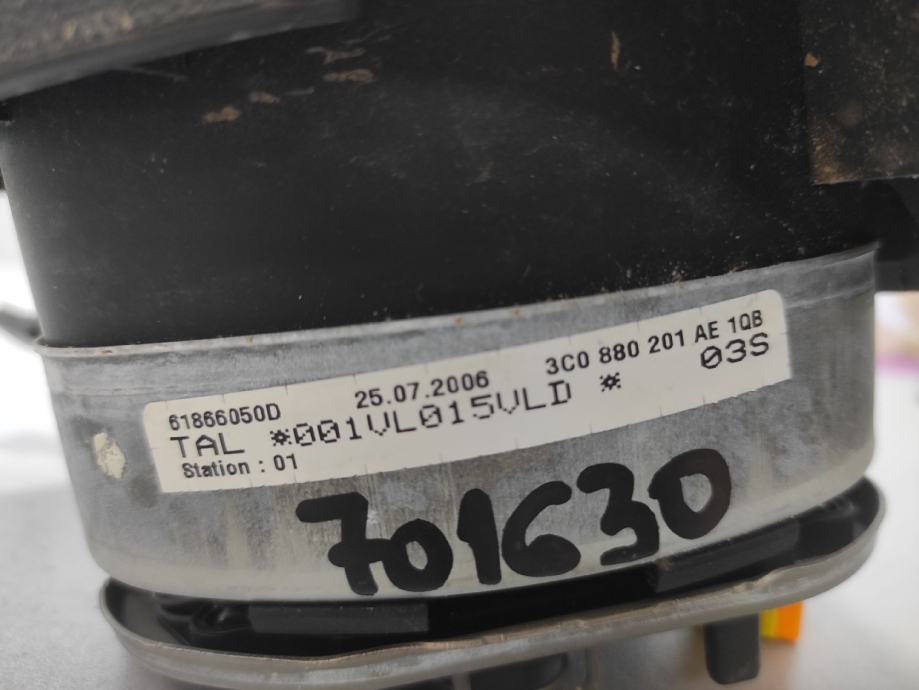 61866050D 25.07.2006 3C0 880 201 AE 1QB
TAL *001VL015VLD * 03S
Station : 01
701630